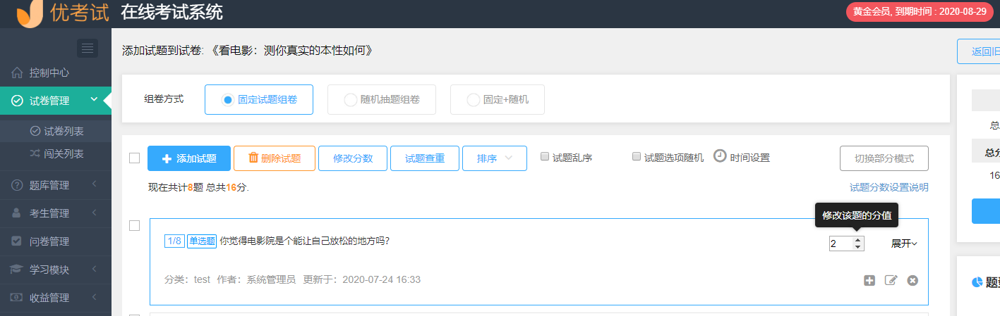 优考试 在线考试系统
黄金会员, 到期时间 : 2020-08-29
添加试题到试卷: 《看电影：测你真实的本性如何》
返回旧
控制中心
试卷管理
试卷列表
闯关列表
题库管理
考生管理
问卷管理
学习模块
收益管理
组卷方式 固定试题组卷 随机抽题组卷 固定+随机
添加试题 删除试题 修改分数 试题查重 排序 试题乱序 试题选项随机 时间设置 切换部分模式
现在共计8题 总共16分. 试题分数设置说明
修改该题的分值
1/8 单选题 你觉得电影院是个能让自己放松的地方吗? 2 展开
分类：test 作者：系统管理员 更新于：2020-07-24 16:33
总
总分
16
题